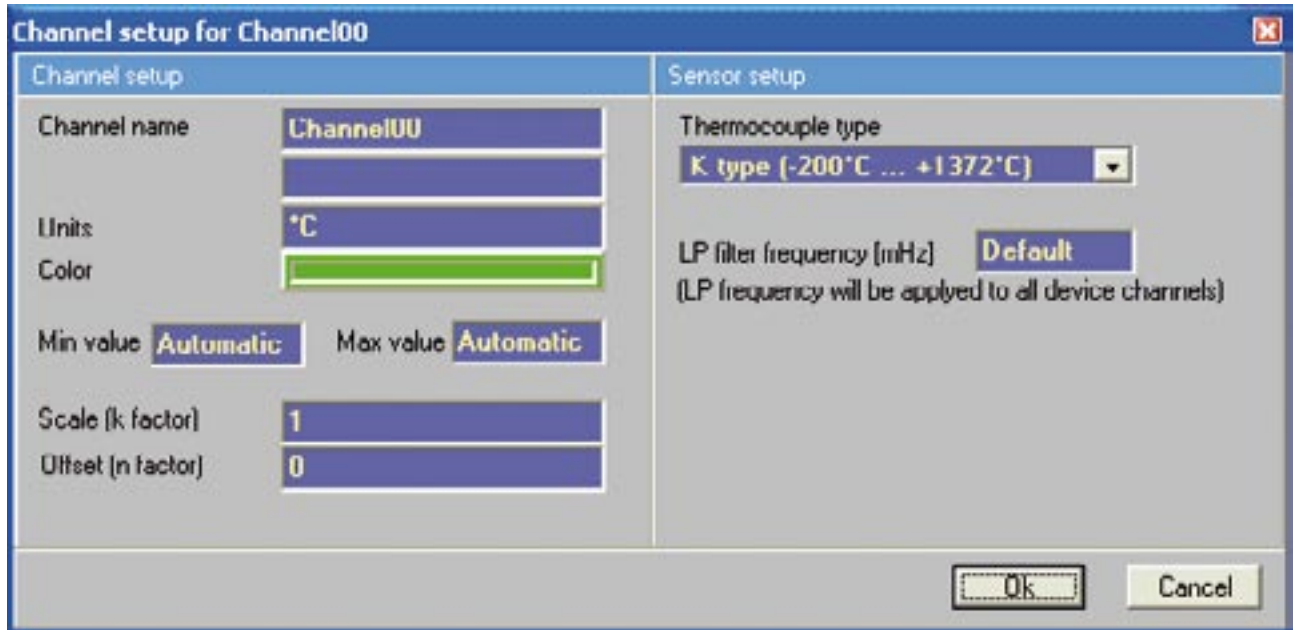 Channel setup for Channel00
Channel setup
Channel name Channel00
Units °C
Color
Min value Automatic Max value Automatic
Scale (k factor) 1
Offset (n factor) 0
Sensor setup
Thermocouple type
K type (-200°C ... +1372°C)
LP filter frequency [mHz] Default
(LP frequency will be applyed to all device channels)
Ok Cancel